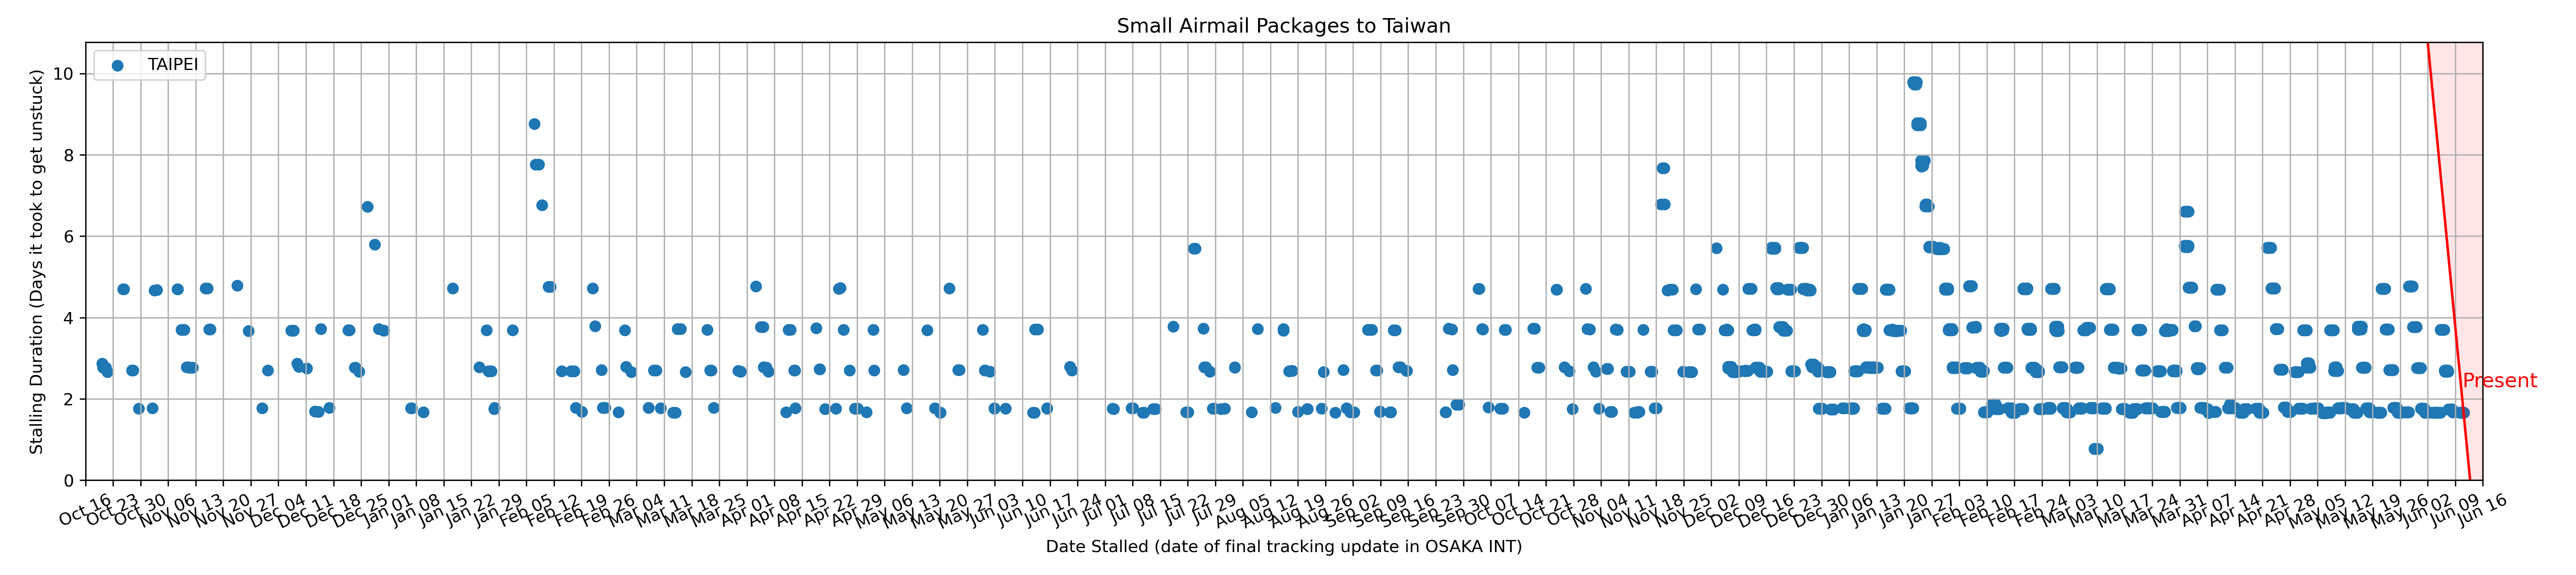 Small Airmail Packages to Taiwan
TAIPEI
Stalling Duration (Days it took to get unstuck)
10
8
6
4
2
0
Present
Oct 16
Oct 23
Oct 30
Nov 06
Nov 13
Nov 20
Nov 27
Dec 04
Dec 11
Dec 18
Dec 25
Jan 01
Jan 08
Jan 15
Jan 22
Jan 29
Feb 05
Feb 12
Feb 19
Feb 26
Mar 04
Mar 11
Mar 18
Mar 25
Apr 01
Apr 08
Apr 15
Apr 22
Apr 29
May 06
May 13
May 20
May 27
Jun 03
Jun 10
Jun 17
Jun 24
Jul 01
Jul 08
Jul 15
Jul 22
Jul 29
Aug 05
Aug 12
Aug 19
Aug 26
Sep 02
Sep 09
Sep 16
Sep 23
Sep 30
Oct 07
Oct 14
Oct 21
Oct 28
Nov 04
Nov 11
Nov 18
Nov 25
Dec 02
Dec 09
Dec 16
Dec 23
Dec 30
Jan 06
Jan 13
Jan 20
Jan 27
Feb 03
Feb 10
Feb 17
Feb 24
Mar 03
Mar 10
Mar 17
Mar 24
Mar 31
Apr 07
Apr 14
Apr 21
Apr 28
May 05
May 12
May 19
May 26
Jun 02
Jun 09
Jun 16
Date Stalled (date of final tracking update in OSAKA INT)